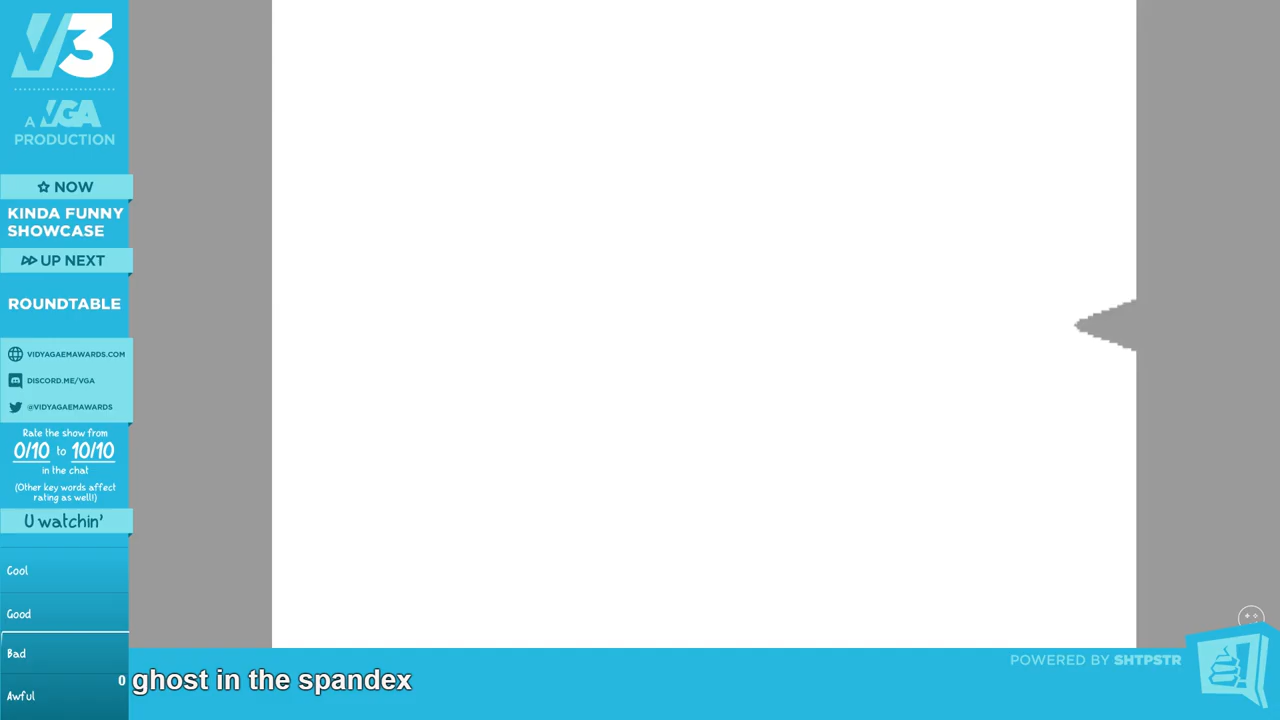 V3
A VGA
PRODUCTION
NOW
KINDA FUNNY
SHOWCASE
UP NEXT
ROUNDTABLE
VIDYAGAEMAWARDS.COM
DISCORD.ME/VGA
@VIDYAGAEMAWARDS
Rate the show from
0/10 to 10/10
in the chat
(Other key words affect
rating as well!)
U watchin'
Cool
Good
Bad
Awful
0 ghost in the spandex
POWERED BY SHTPSTR